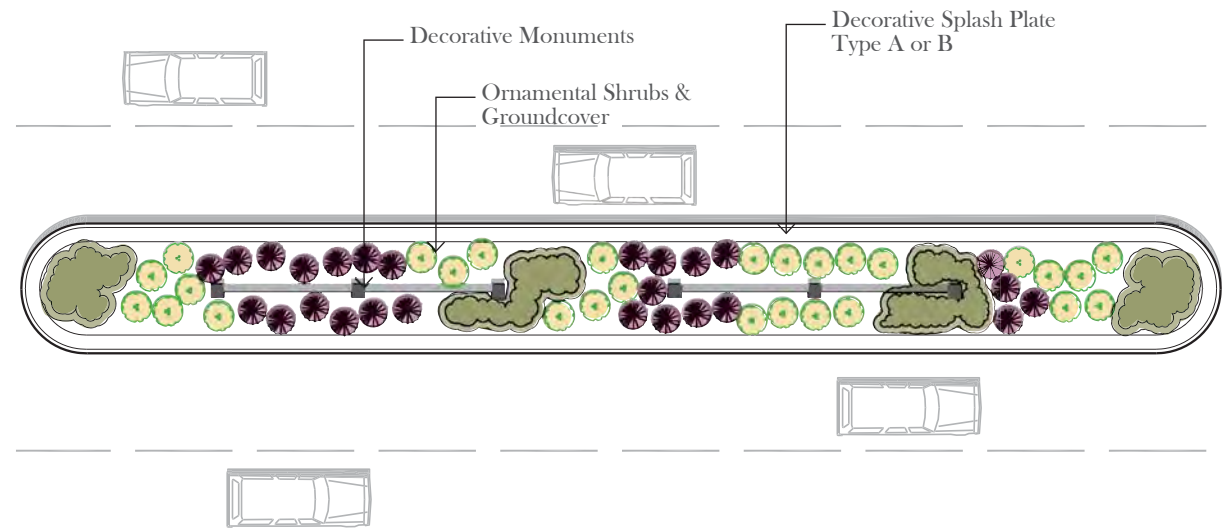 Decorative Monuments
Ornamental Shrubs &
Groundcover
Decorative Splash Plate
Type A or B